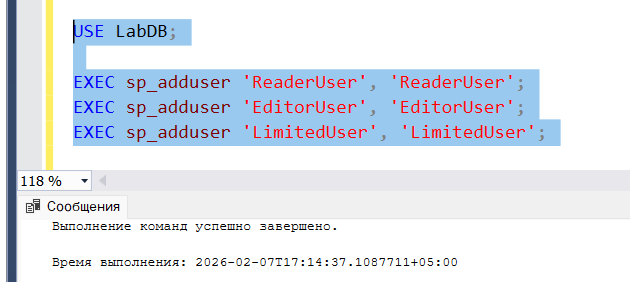 USE LabDB;
EXEC sp_adduser 'ReaderUser', 'ReaderUser';
EXEC sp_adduser 'EditorUser', 'EditorUser';
EXEC sp_adduser 'LimitedUser', 'LimitedUser';
118 %
Сообщения
Выполнение команд успешно завершено.
Время выполнения: 2026-02-07T17:14:37.1087711+05:00